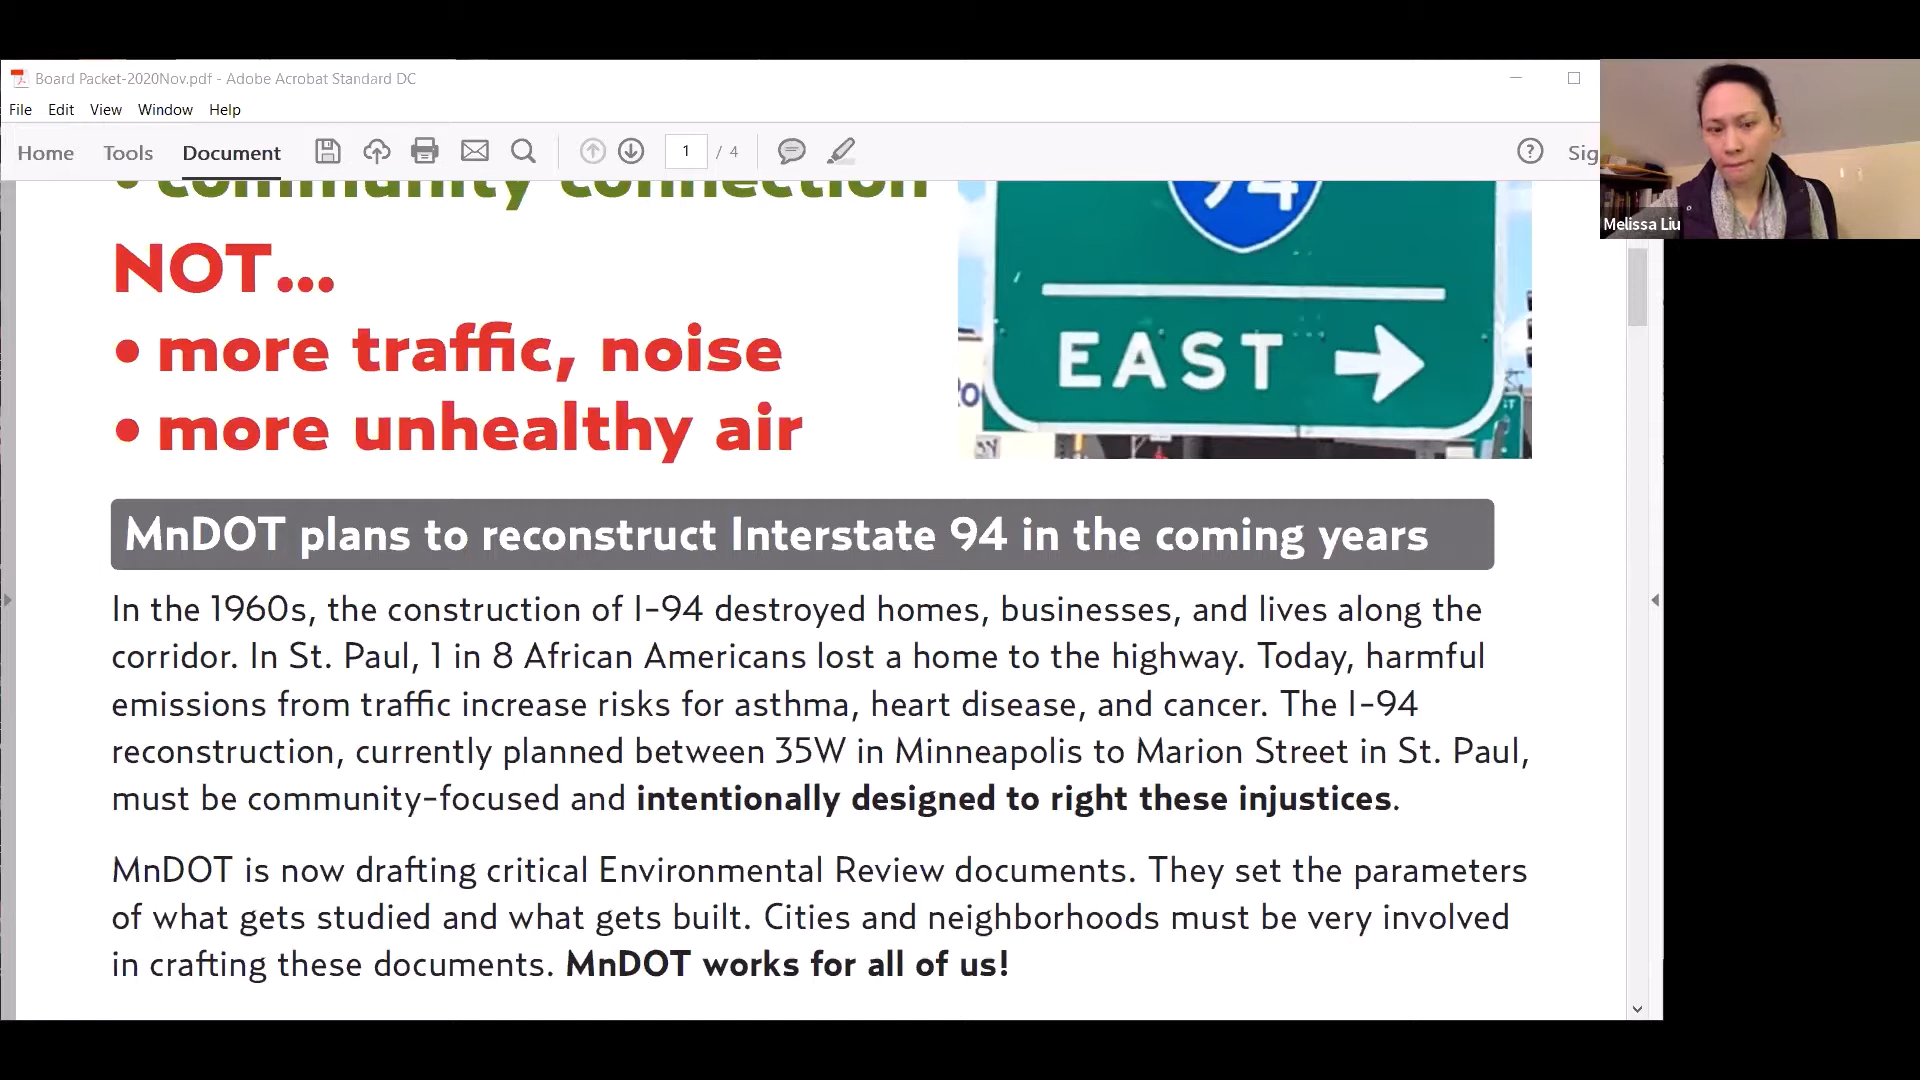 Board Packet-2020Nov.pdf - Adobe Acrobat Standard DC
File Edit View Window Help
Home Tools Document 1 / 4 Sig
Melissa Liu
• community connection
94
NOT...
EAST
• more traffic, noise
• more unhealthy air
MnDOT plans to reconstruct Interstate 94 in the coming years
In the 1960s, the construction of I-94 destroyed homes, businesses, and lives along the
corridor. In St. Paul, 1 in 8 African Americans lost a home to the highway. Today, harmful
emissions from traffic increase risks for asthma, heart disease, and cancer. The I-94
reconstruction, currently planned between 35W in Minneapolis to Marion Street in St. Paul,
must be community-focused and intentionally designed to right these injustices.
MnDOT is now drafting critical Environmental Review documents. They set the parameters
of what gets studied and what gets built. Cities and neighborhoods must be very involved
in crafting these documents. MnDOT works for all of us!